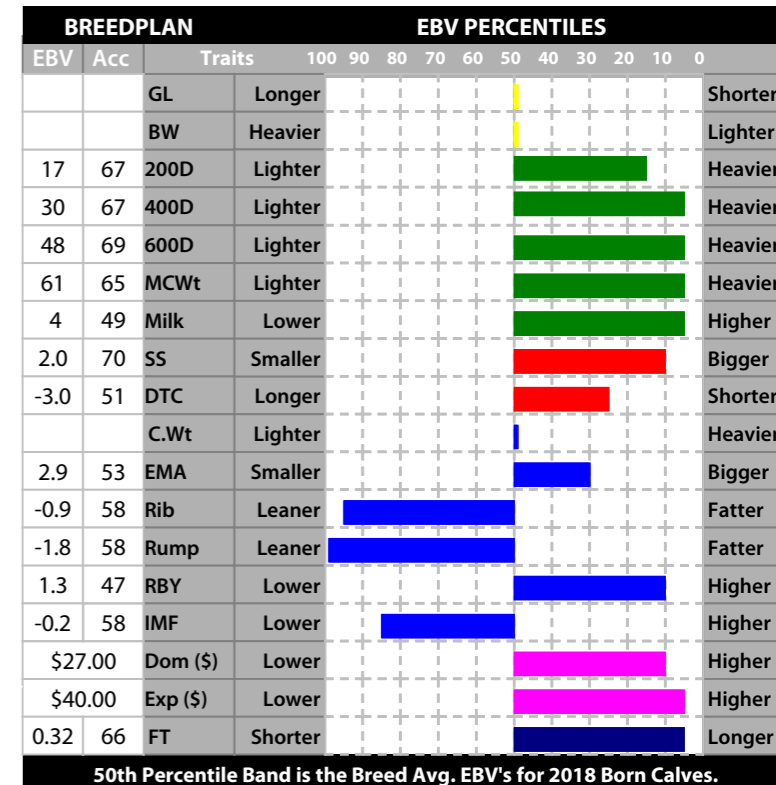 BREEDPLAN EBV PERCENTILES
EBV Acc Traits 100 90 80 70 60 50 40 30 20 10 0
GL Longer Shorter
BW Heavier Lighter
17 67 200D Lighter Heavier
30 67 400D Lighter Heavier
48 69 600D Lighter Heavier
61 65 MCWt Lighter Heavier
4 49 Milk Lower Higher
2.0 70 SS Smaller Bigger
-3.0 51 DTC Longer Shorter
C.Wt Lighter Heavier
2.9 53 EMA Smaller Bigger
-0.9 58 Rib Leaner Fatter
-1.8 58 Rump Leaner Fatter
1.3 47 RBY Lower Higher
-0.2 58 IMF Lower Higher
$27.00 Dom ($) Lower Higher
$40.00 Exp ($) Lower Higher
0.32 66 FT Shorter Longer
50th Percentile Band is the Breed Avg. EBV's for 2018 Born Calves.